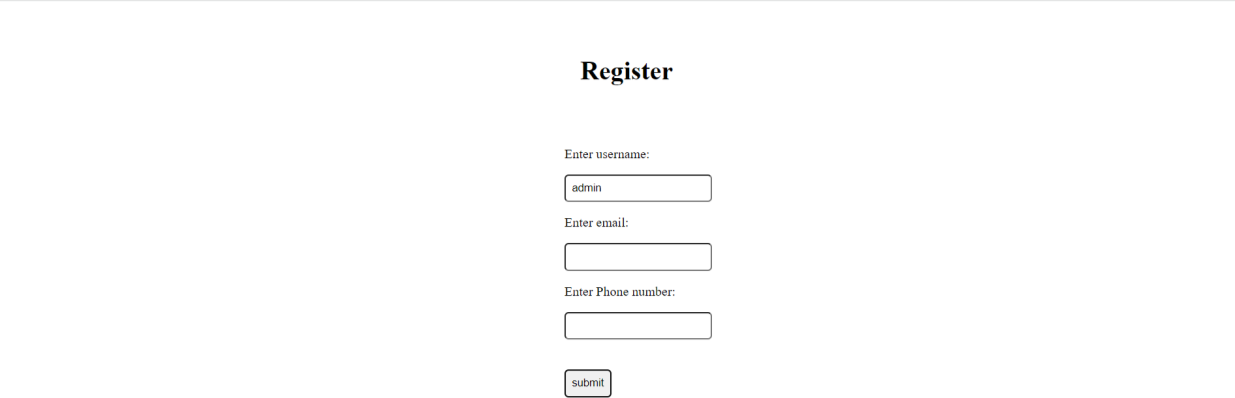 Register
Enter username:
admin
Enter email:
Enter Phone number:
submit